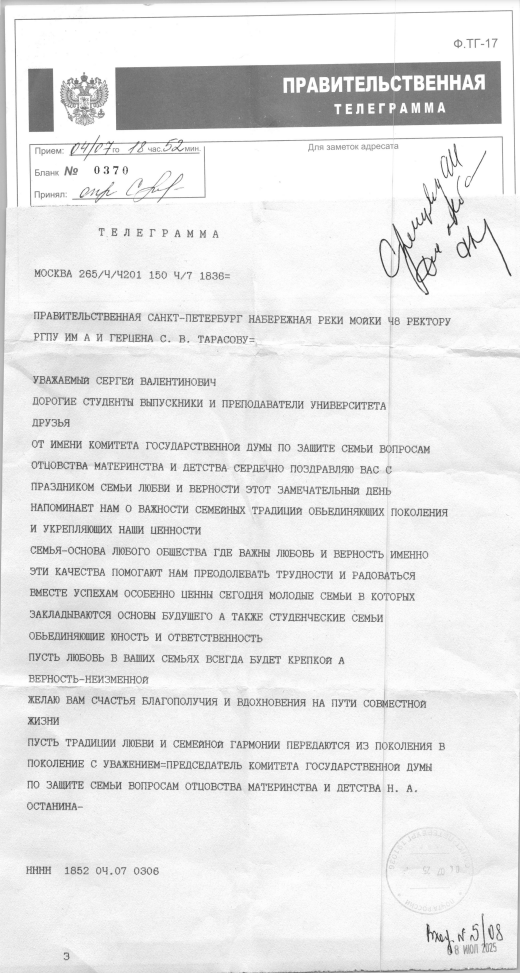 Ф.ТГ-17
ПРАВИТЕЛЬСТВЕННАЯ
ТЕЛЕГРАММА
Прием: 04/07 го 18 час. 52 мин.
Для заметок адресата
Бланк № 0370
Принял:
ТЕЛЕГРАММА
МОСКВА 265/Ч/Ч201 150 Ч/7 1836=
ПРАВИТЕЛЬСТВЕННАЯ САНКТ-ПЕТЕРБУРГ НАБЕРЕЖНАЯ РЕКИ МОЙКИ Ч8 РЕКТОРУ
РГПУ ИМ А И ГЕРЦЕНА С. В. ТАРАСОВУ=
УВАЖАЕМЫЙ СЕРГЕЙ ВАЛЕНТИНОВИЧ
ДОРОГИЕ СТУДЕНТЫ ВЫПУСКНИКИ И ПРЕПОДАВАТЕЛИ УНИВЕРСИТЕТА
ДРУЗЬЯ
ОТ ИМЕНИ КОМИТЕТА ГОСУДАРСТВЕННОЙ ДУМЫ ПО ЗАЩИТЕ СЕМЬИ ВОПРОСАМ
ОТЦОВСТВА МАТЕРИНСТВА И ДЕТСТВА СЕРДЕЧНО ПОЗДРАВЛЯЮ ВАС С
ПРАЗДНИКОМ СЕМЬИ ЛЮБВИ И ВЕРНОСТИ ЭТОТ ЗАМЕЧАТЕЛЬНЫЙ ДЕНЬ
НАПОМИНАЕТ НАМ О ВАЖНОСТИ СЕМЕЙНЫХ ТРАДИЦИЙ ОБЬЕДИНЯЮЩИХ ПОКОЛЕНИЯ
И УКРЕПЛЯЮЩИХ НАШИ ЦЕННОСТИ
СЕМЬЯ-ОСНОВА ЛЮБОГО ОБЩЕСТВА ГДЕ ВАЖНЫ ЛЮБОВЬ И ВЕРНОСТЬ ИМЕННО
ЭТИ КАЧЕСТВА ПОМОГАЮТ НАМ ПРЕОДОЛЕВАТЬ ТРУДНОСТИ И РАДОВАТЬСЯ
ВМЕСТЕ УСПЕХАМ ОСОБЕННО ЦЕННЫ СЕГОДНЯ МОЛОДЫЕ СЕМЬИ В КОТОРЫХ
ЗАКЛАДЫВАЮТСЯ ОСНОВЫ БУДУЩЕГО А ТАКЖЕ СТУДЕНЧЕСКИЕ СЕМЬИ
ОБЬЕДИНЯЮЩИЕ ЮНОСТЬ И ОТВЕТСТВЕННОСТЬ
ПУСТЬ ЛЮБОВЬ В ВАШИХ СЕМЬЯХ ВСЕГДА БУДЕТ КРЕПКОЙ А
ВЕРНОСТЬ-НЕИЗМЕННОЙ
ЖЕЛАЮ ВАМ СЧАСТЬЯ БЛАГОПОЛУЧИЯ И ВДОХНОВЕНИЯ НА ПУТИ СОВМЕСТНОЙ
ЖИЗНИ
ПУСТЬ ТРАДИЦИИ ЛЮБВИ И СЕМЕЙНОЙ ГАРМОНИИ ПЕРЕДАЮТСЯ ИЗ ПОКОЛЕНИЯ В
ПОКОЛЕНИЕ С УВАЖЕНИЕМ=ПРЕДСЕДАТЕЛЬ КОМИТЕТА ГОСУДАРСТВЕННОЙ ДУМЫ
ПО ЗАЩИТЕ СЕМЬИ ВОПРОСАМ ОТЦОВСТВА МАТЕРИНСТВА И ДЕТСТВА Н. А.
ОСТАНИНА-
НННН 1852 0Ч.07 0306
Вход. N 5/08
08 ИЮЛ 2025
3